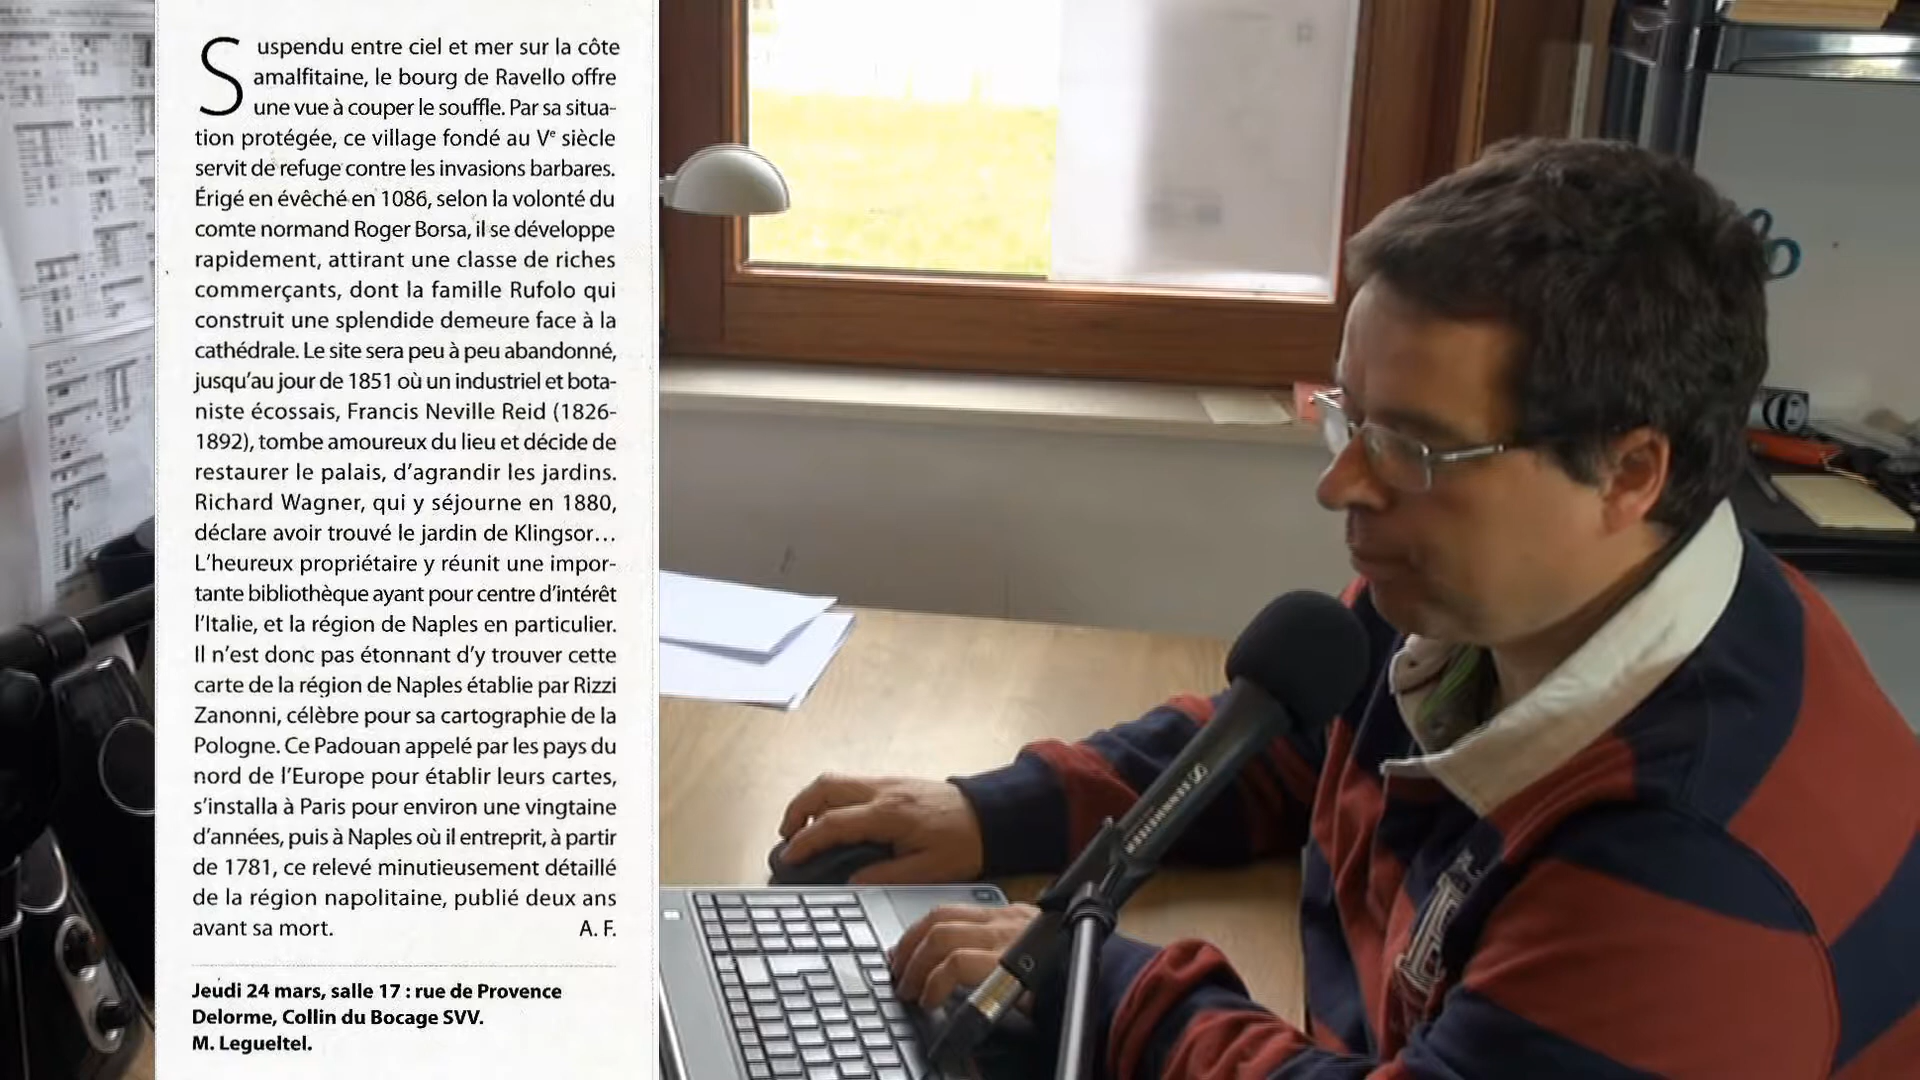 Suspendu entre ciel et mer sur la côte
amalfitaine, le bourg de Ravello offre
une vue à couper le souffle. Par sa situa-
tion protégée, ce village fondé au Vᵉ siècle
servit de refuge contre les invasions barbares.
Érigé en évêché en 1086, selon la volonté du
comte normand Roger Borsa, il se développe
rapidement, attirant une classe de riches
commerçants, dont la famille Rufolo qui
construit une splendide demeure face à la
cathédrale. Le site sera peu à peu abandonné,
jusqu'au jour de 1851 où un industriel et bota-
niste écossais, Francis Neville Reid (1826-
1892), tombe amoureux du lieu et décide de
restaurer le palais, d'agrandir les jardins.
Richard Wagner, qui y séjourne en 1880,
déclare avoir trouvé le jardin de Klingsor…
L'heureux propriétaire y réunit une impor-
tante bibliothèque ayant pour centre d'intérêt
l'Italie, et la région de Naples en particulier.
Il n'est donc pas étonnant d'y trouver cette
carte de la région de Naples établie par Rizzi
Zanonni, célèbre pour sa cartographie de la
Pologne. Ce Padouan appelé par les pays du
nord de l'Europe pour établir leurs cartes,
s'installa à Paris pour environ une vingtaine
d'années, puis à Naples où il entreprit, à partir
de 1781, ce relevé minutieusement détaillé
de la région napolitaine, publié deux ans
avant sa mort. A. F.
Jeudi 24 mars, salle 17 : rue de Provence
Delorme, Collin du Bocage SVV.
M. Legueltel.
SENNHEISER